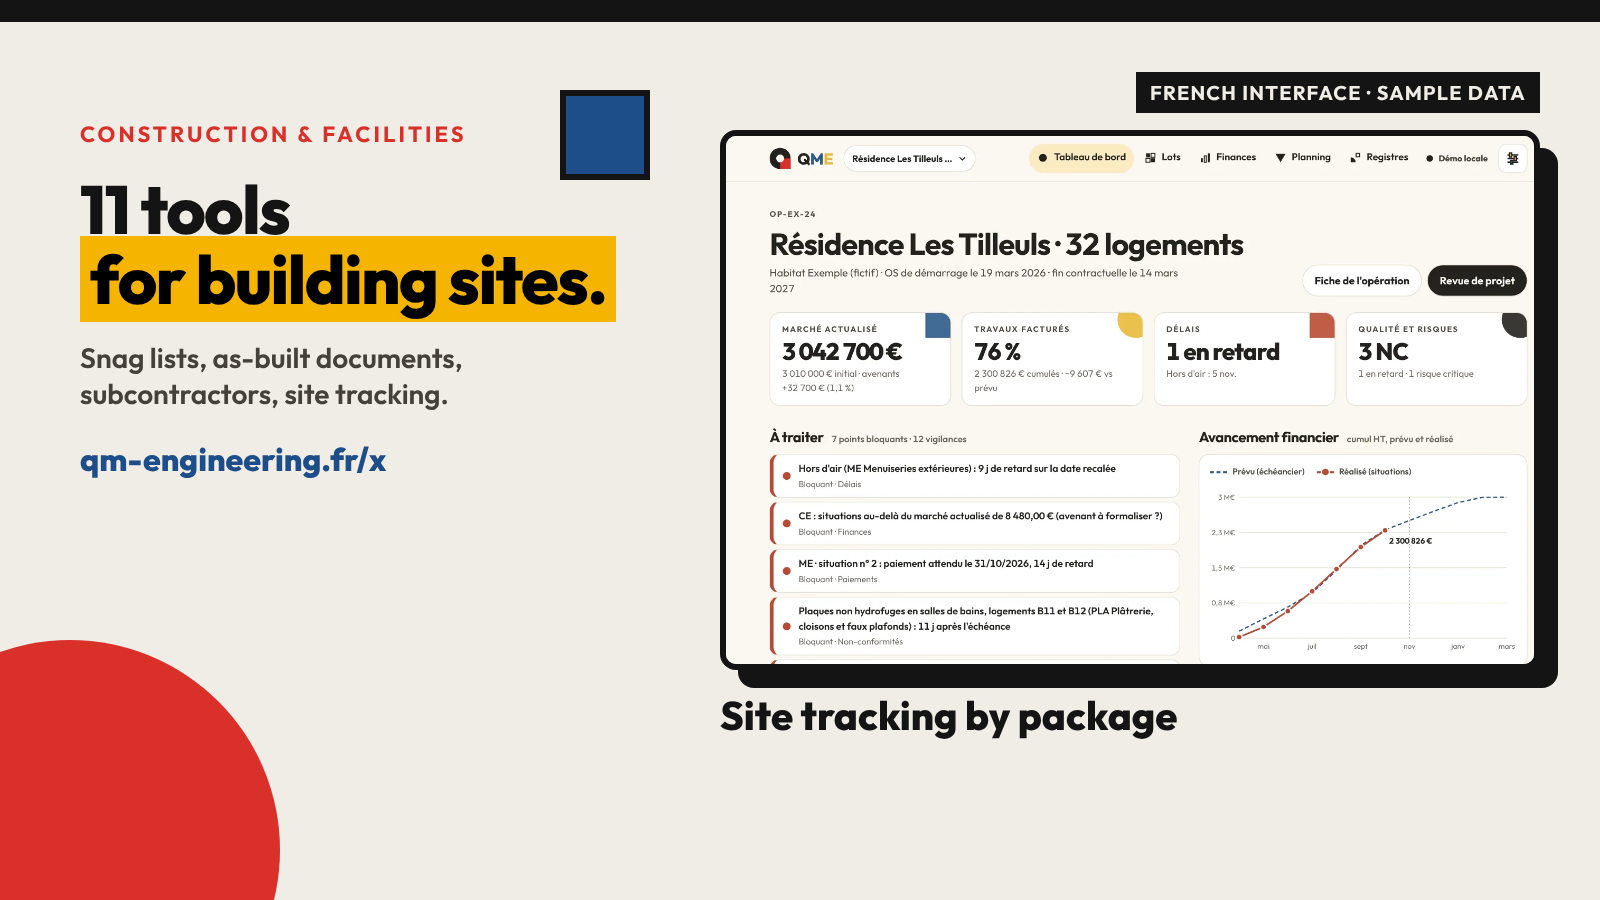 CONSTRUCTION & FACILITIES
11 tools
for building sites.
Snag lists, as-built documents,
subcontractors, site tracking.
qm-engineering.fr/x
FRENCH INTERFACE · SAMPLE DATA
QME
Résidence Les Tilleuls ...
Tableau de bord
Lots
Finances
Planning
Registres
Démo locale
OP-EX-24
Résidence Les Tilleuls · 32 logements
Habitat Exemple (fictif) · OS de démarrage le 19 mars 2026 · fin contractuelle le 14 mars
2027
Fiche de l'opération
Revue de projet
MARCHÉ ACTUALISÉ
3 042 700 €
3 010 000 € initial · avenants
+32 700 € (1,1 %)
TRAVAUX FACTURÉS
76 %
2 300 826 € cumulés · −9 607 € vs
prévu
DÉLAIS
1 en retard
Hors d'air : 5 nov.
QUALITÉ ET RISQUES
3 NC
1 en retard · 1 risque critique
À traiter
7 points bloquants · 12 vigilances
Hors d'air (ME Menuiseries extérieures) : 9 j de retard sur la date recalée
Bloquant · Délais
CE : situations au-delà du marché actualisé de 8 480,00 € (avenant à formaliser ?)
Bloquant · Finances
ME · situation n° 2 : paiement attendu le 31/10/2026, 14 j de retard
Bloquant · Paiements
Plaques non hydrofuges en salles de bains, logements B11 et B12 (PLA Plâtrerie,
cloisons et faux plafonds) : 11 j après l'échéance
Bloquant · Non-conformités
Avancement financier
cumul HT, prévu et réalisé
Prévu (échéancier)
Réalisé (situations)
3 M€
2,3 M€
1,5 M€
0,8 M€
0
2 300 826 €
mai
juil
sept
nov
janv
mars
Site tracking by package